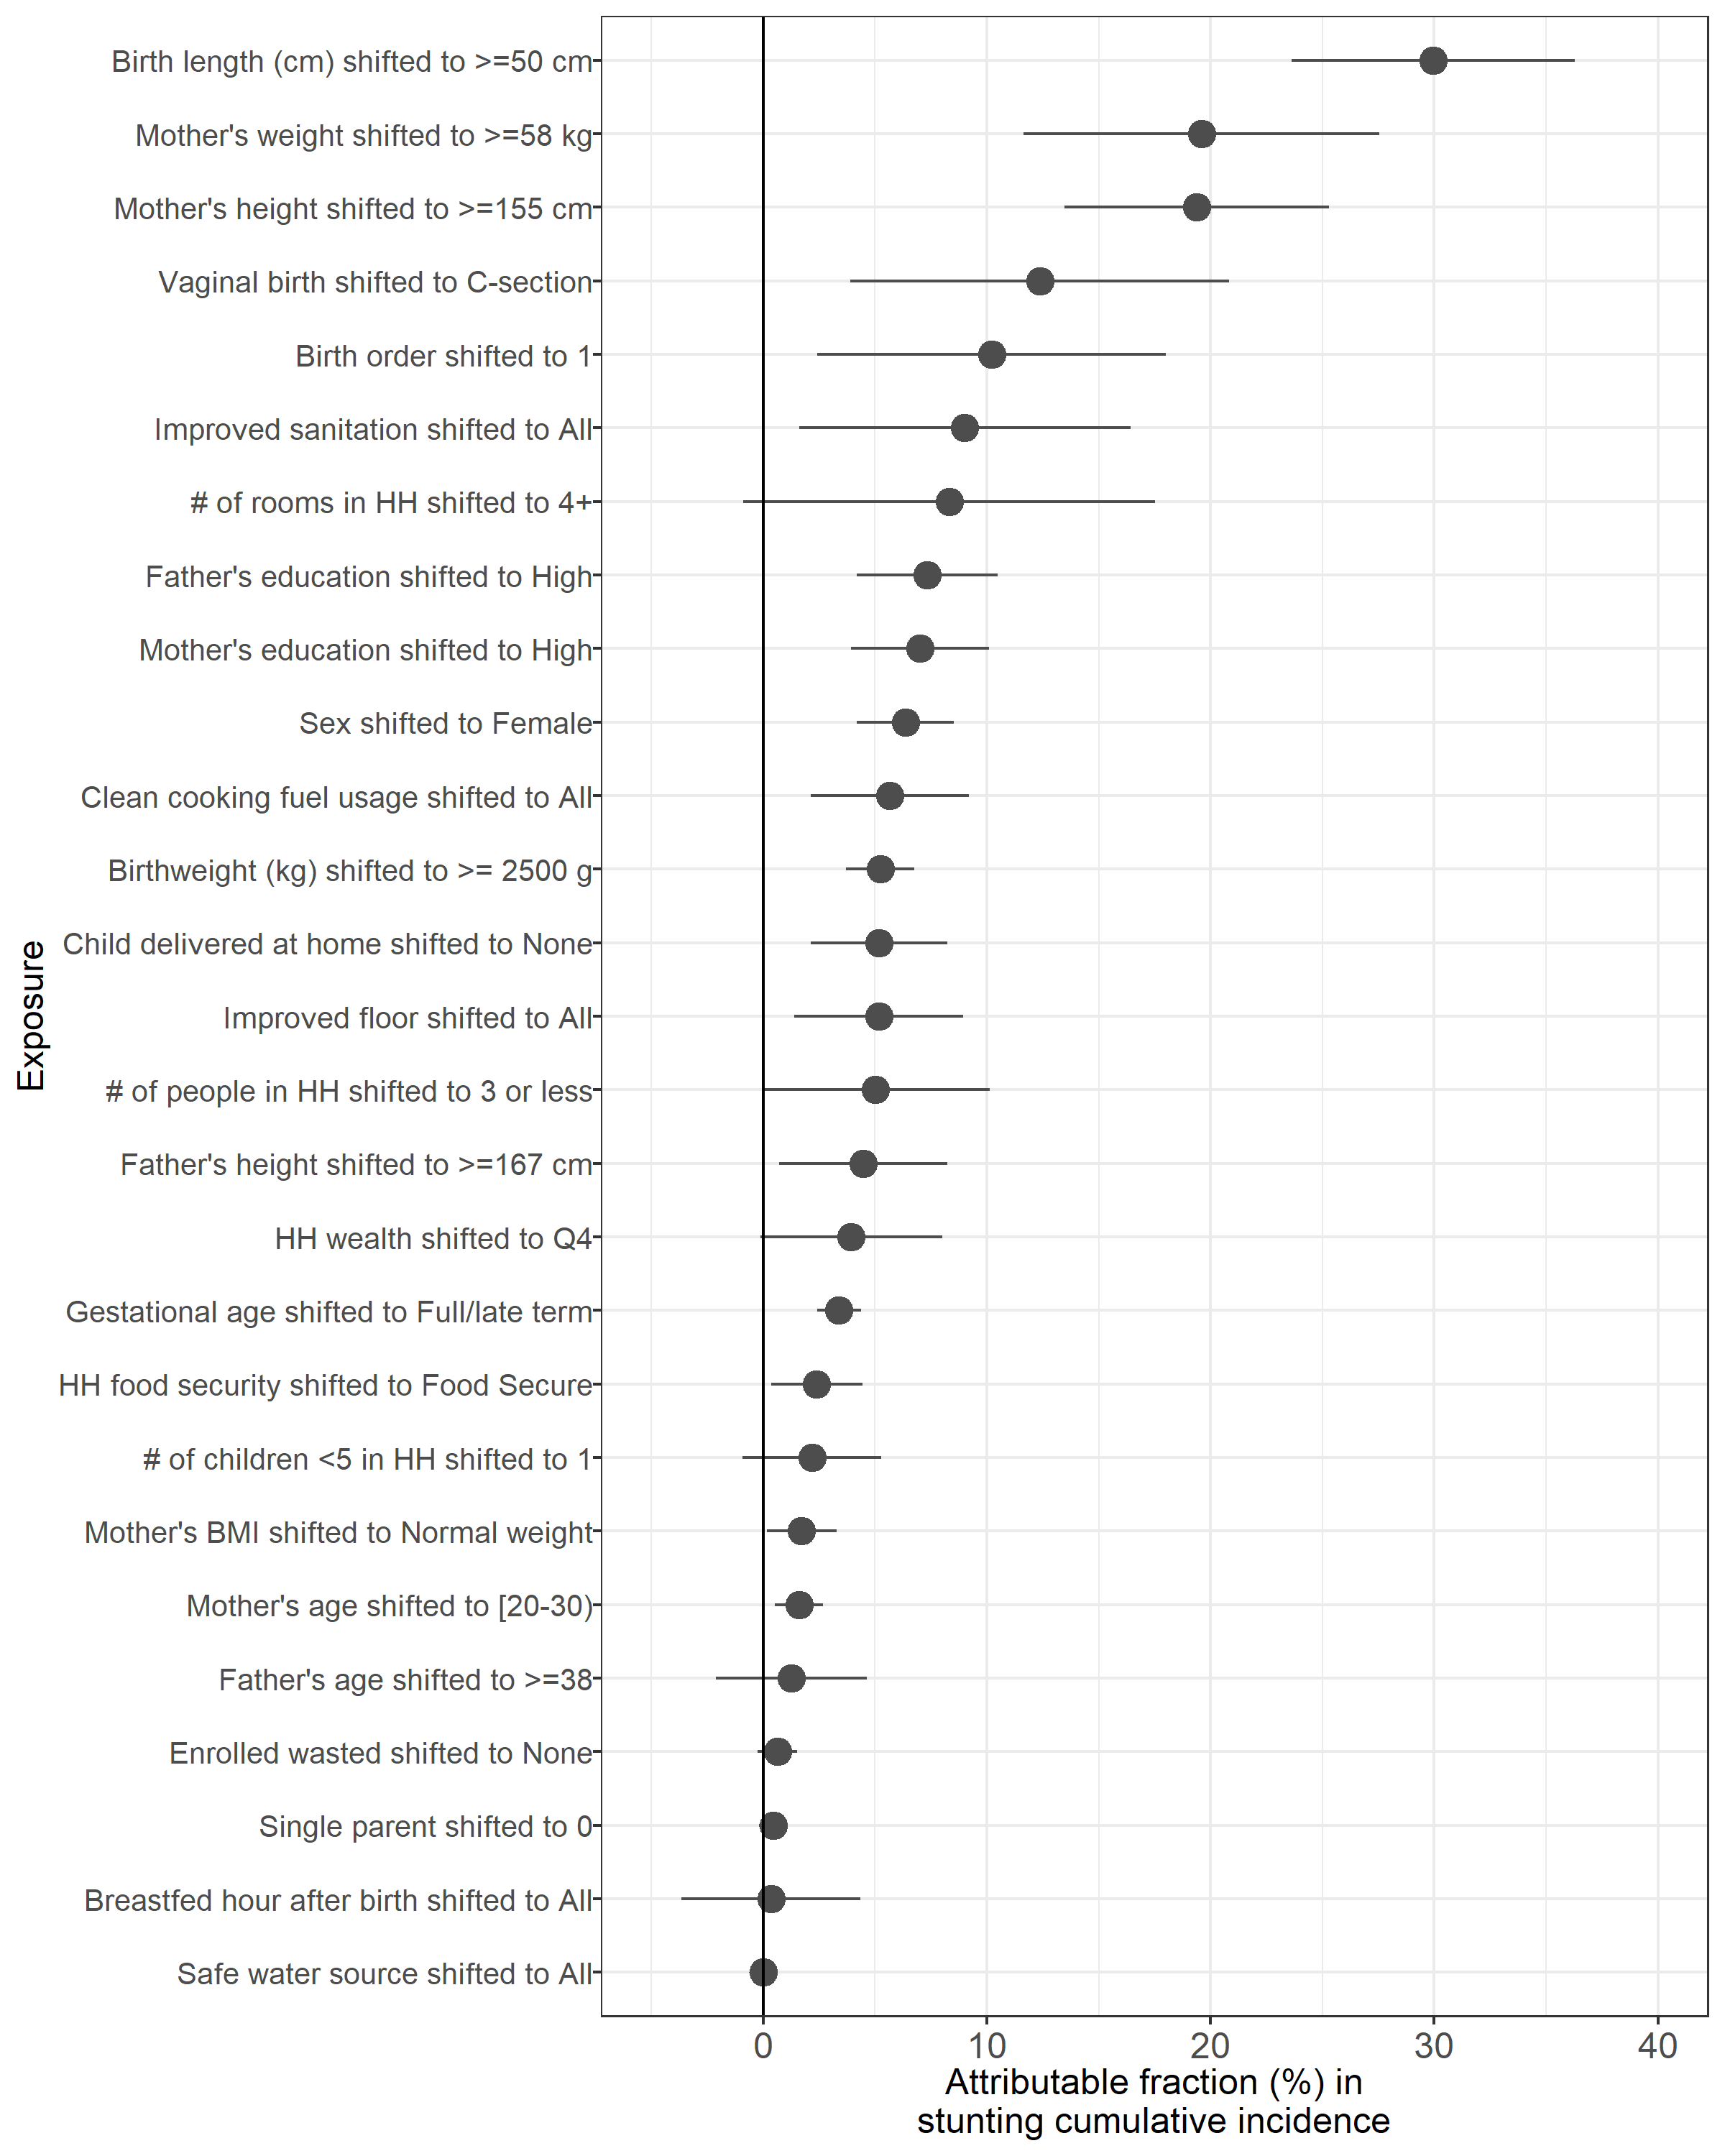 Birth length (cm) shifted to >=50 cm
Mother's weight shifted to >=58 kg
Mother's height shifted to >=155 cm
Vaginal birth shifted to C-section
Birth order shifted to 1
Improved sanitation shifted to All
# of rooms in HH shifted to 4+
Father's education shifted to High
Mother's education shifted to High
Sex shifted to Female
Clean cooking fuel usage shifted to All
Birthweight (kg) shifted to >= 2500 g
Child delivered at home shifted to None
Improved floor shifted to All
# of people in HH shifted to 3 or less
Father's height shifted to >=167 cm
HH wealth shifted to Q4
Gestational age shifted to Full/late term
HH food security shifted to Food Secure
# of children <5 in HH shifted to 1
Mother's BMI shifted to Normal weight
Mother's age shifted to [20-30)
Father's age shifted to >=38
Enrolled wasted shifted to None
Single parent shifted to 0
Breastfed hour after birth shifted to All
Safe water source shifted to All
Exposure
0 10 20 30 40
Attributable fraction (%) in
stunting cumulative incidence